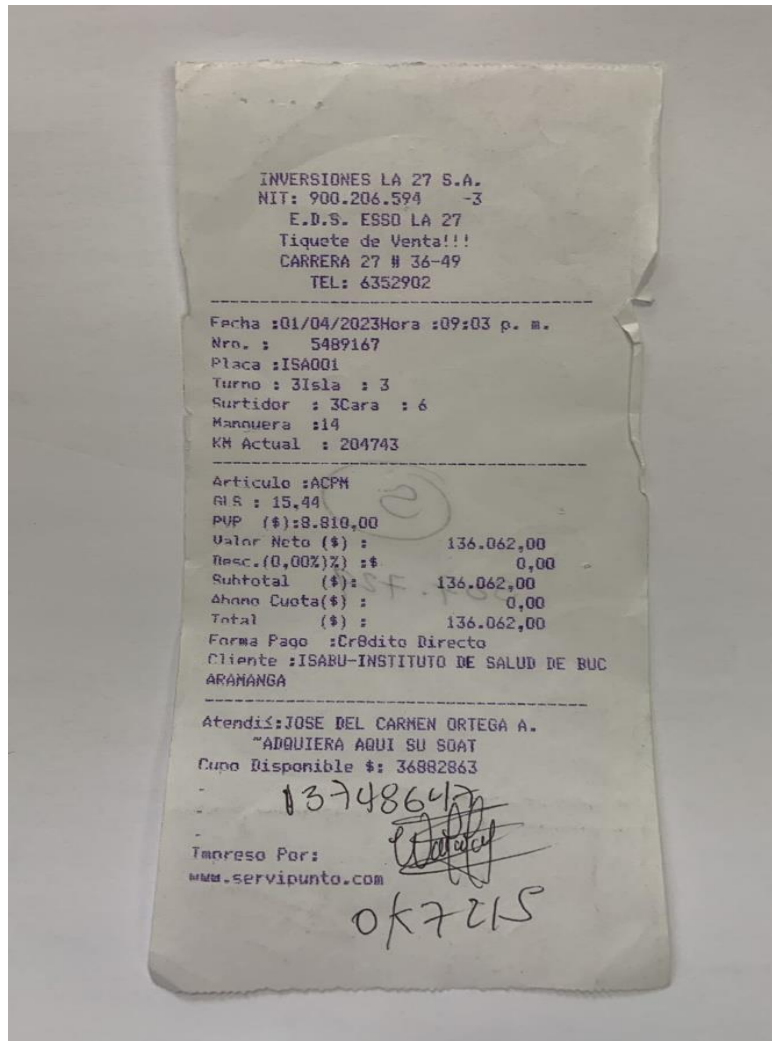 INVERSIONES LA 27 S.A.
NIT: 900.206.594 -3
E.D.S. ESSO LA 27
Tiquete de Venta!!!
CARRERA 27 # 36-49
TEL: 6352902
Fecha :01/04/2023Hora :09:03 p. m.
Nro. : 5489167
Placa :ISA001
Turno : 3Isla : 3
Surtidor : 3Cara : 6
Manguera :14
KM Actual : 204743
Articulo :ACPM
GLS : 15,44
PVP ($):8.810,00
Valor Neto ($) : 136.062,00
Desc.(0,00%)%) :$ 0,00
Subtotal ($): 136.062,00
Abono Cuota($) : 0,00
Total ($) : 136.062,00
Forma Pago :Cr8dito Directo
Cliente :ISABU-INSTITUTO DE SALUD DE BUC
ARAMANGA
Atendi≤:JOSE DEL CARMEN ORTEGA A.
~ADQUIERA AQUI SU SOAT
Cupo Disponible $: 36882863
-
13748647
-
-
Impreso Por:
www.servipunto.com
OK7215